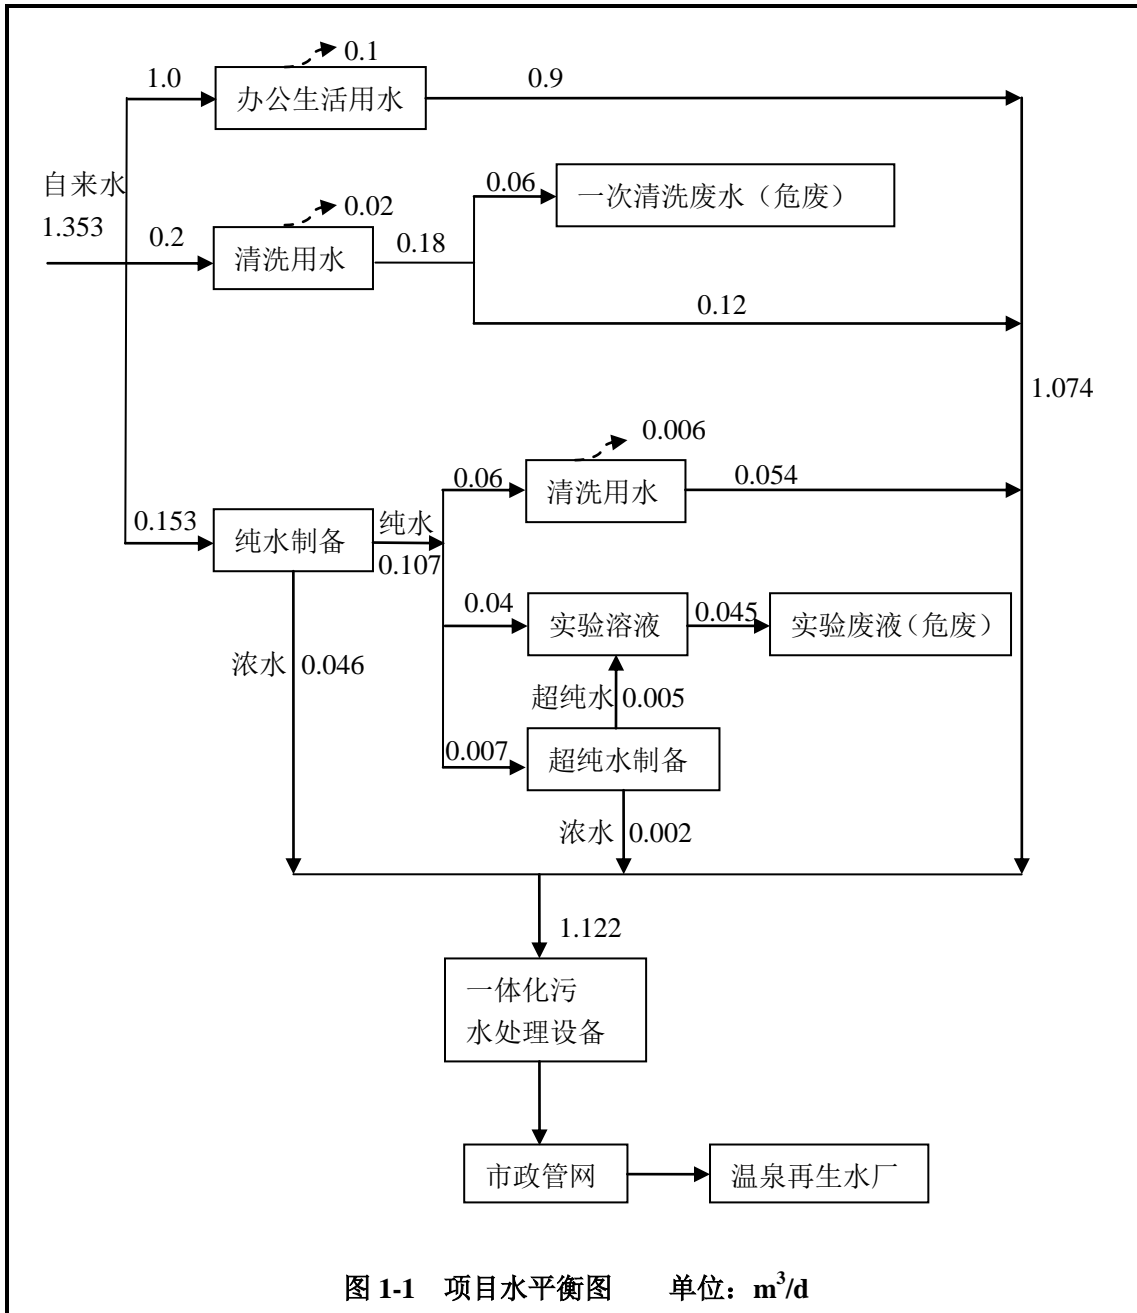 0.1
1.0
0.9
办公生活用水
自来水
1.353
0.06
一次清洗废水（危废）
0.02
0.2
清洗用水
0.18
0.12
1.074
0.006
0.06
清洗用水
0.054
0.153
纯水制备
纯水
0.107
0.04
实验溶液
0.045
实验废液（危废）
浓水
0.046
超纯水
0.005
0.007
超纯水制备
浓水
0.002
1.122
一体化污
水处理设备
市政管网
温泉再生水厂
图 1-1 项目水平衡图 单位：m³/d